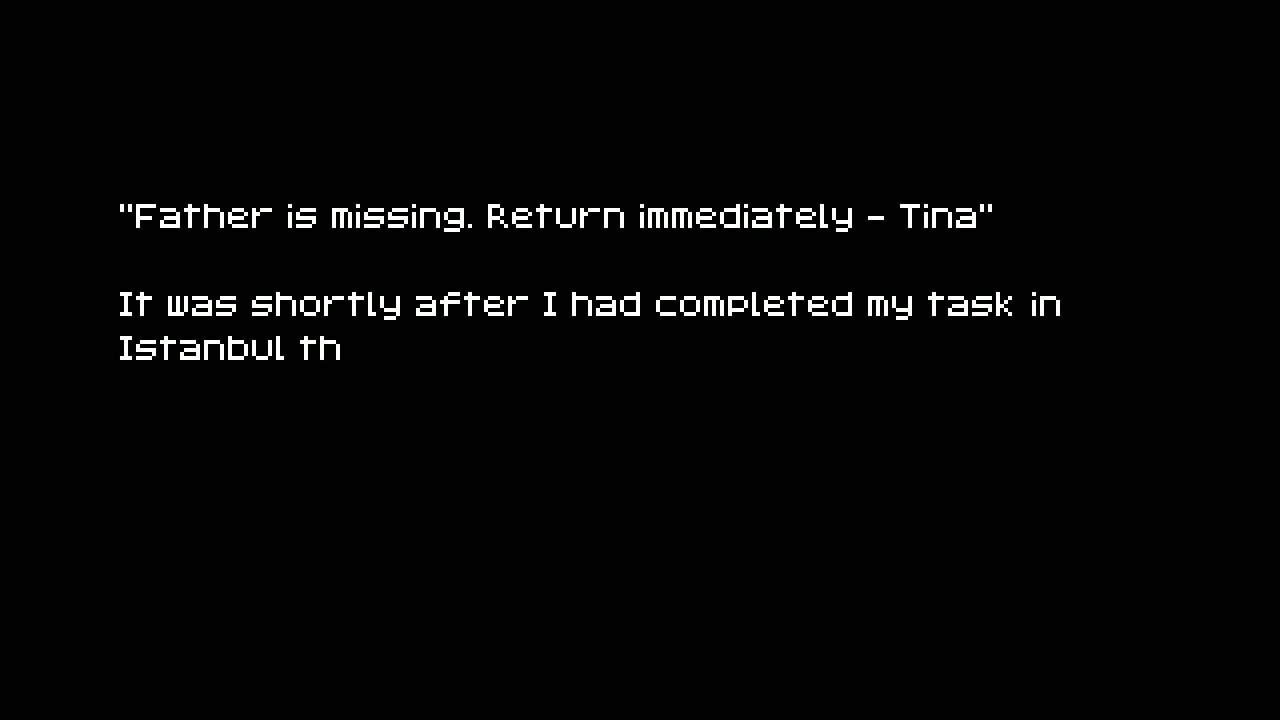 "Father is missing. Return immediately - Tina"
It was shortly after I had completed my task in
Istanbul th